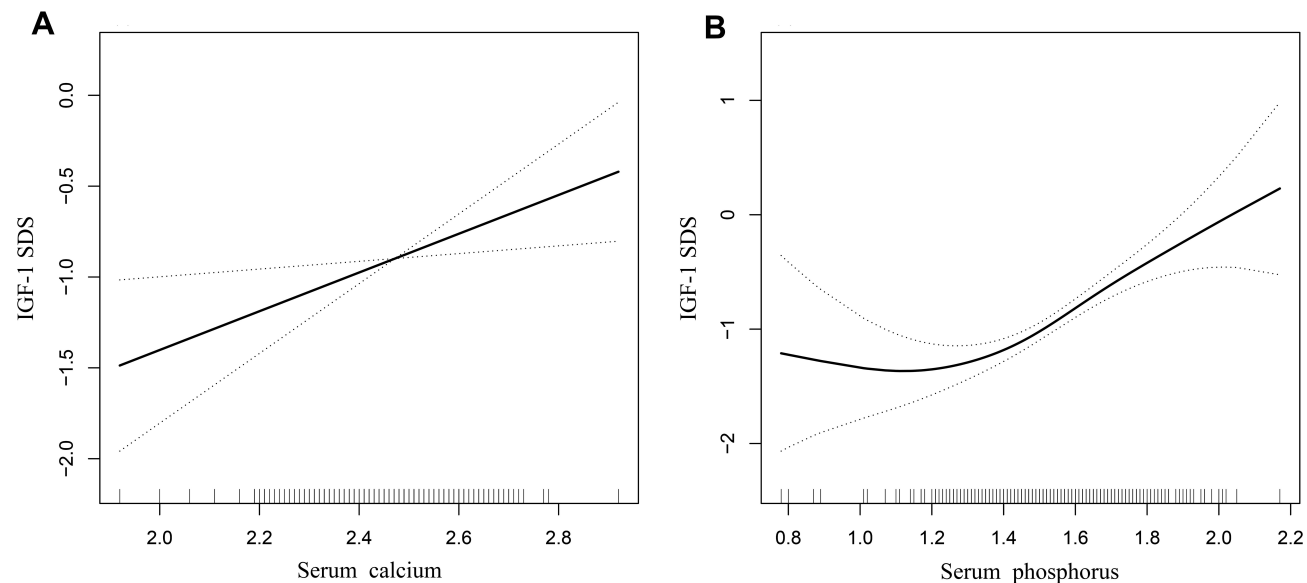 A
0.0
−0.5
−1.0
−1.5
−2.0
IGF-1 SDS
2.0 2.2 2.4 2.6 2.8
Serum calcium
B
1
0
−1
−2
IGF-1 SDS
0.8 1.0 1.2 1.4 1.6 1.8 2.0 2.2
Serum phosphorus